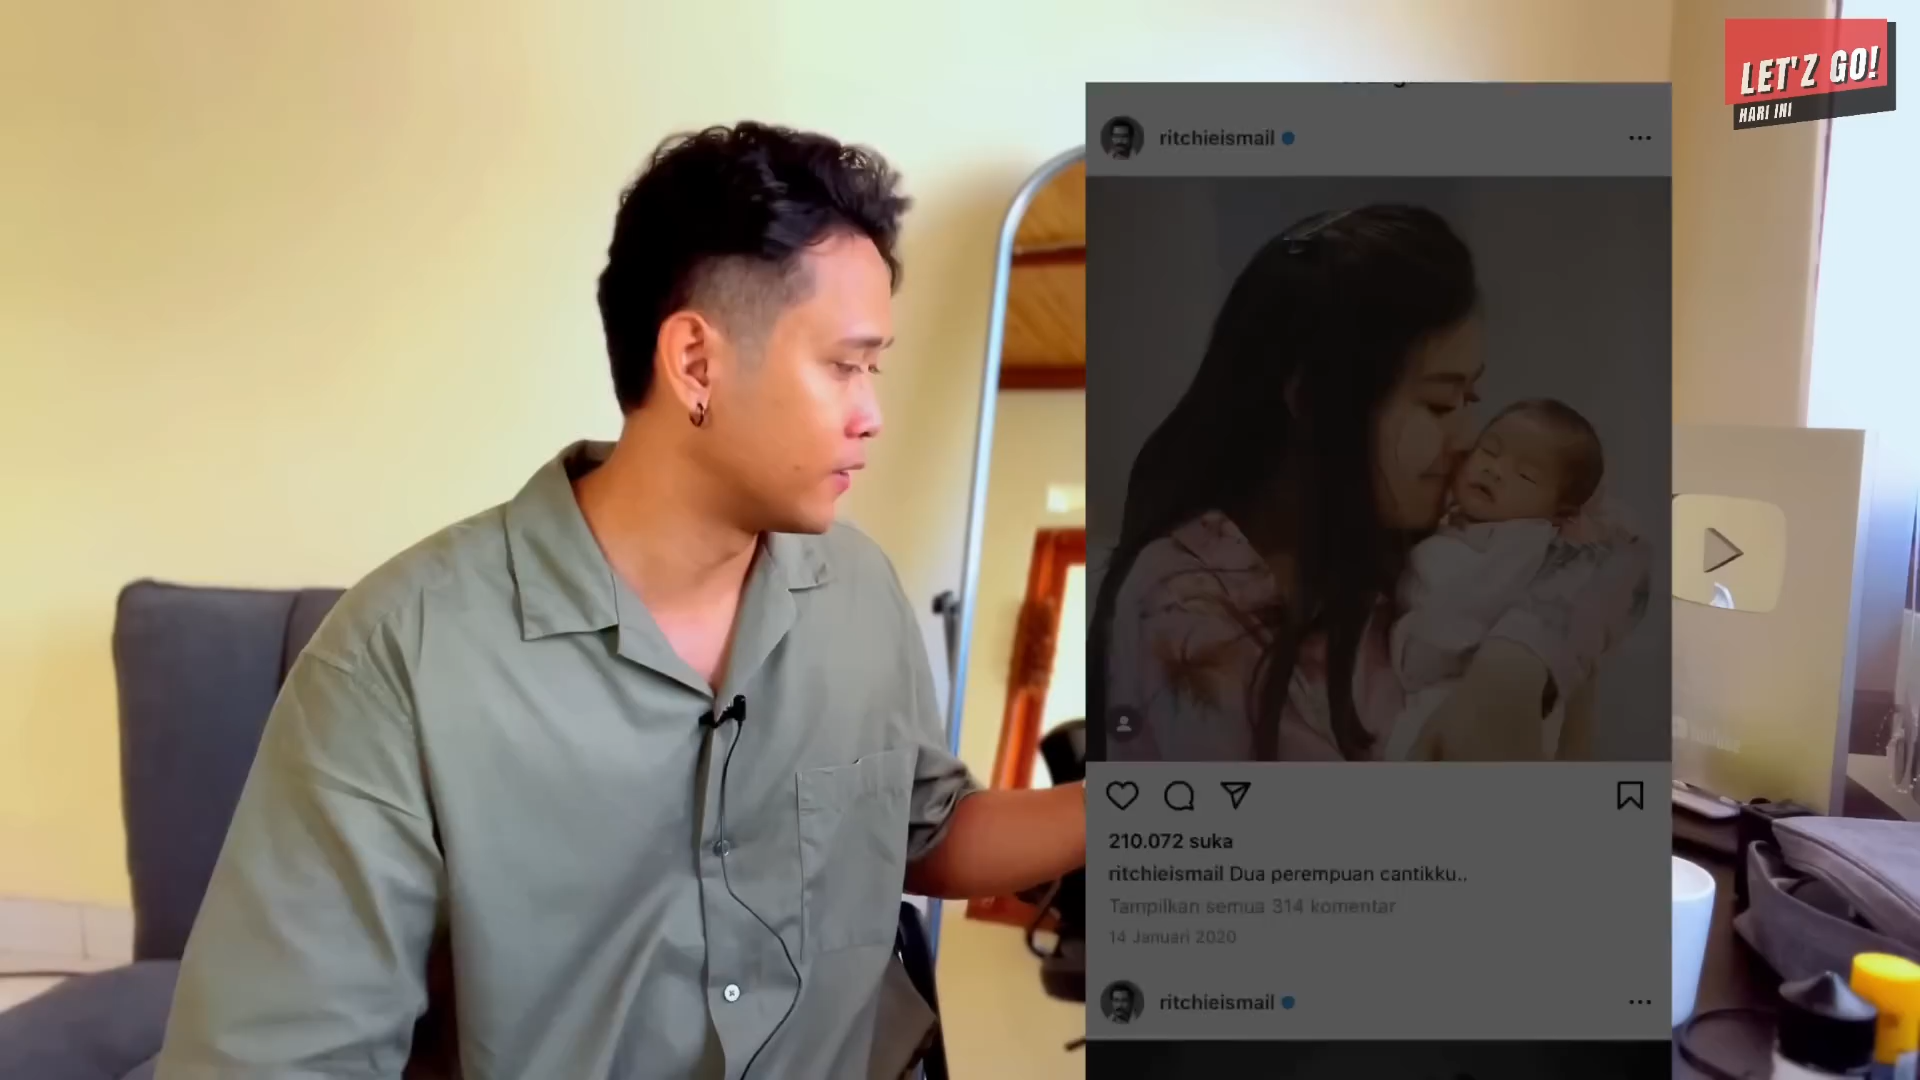 LET'Z GO!
HARI INI
ritchieismail
210.072 suka
ritchieismail Dua perempuan cantikku..
Tampilkan semua 314 komentar
14 Januari 2020
ritchieismail